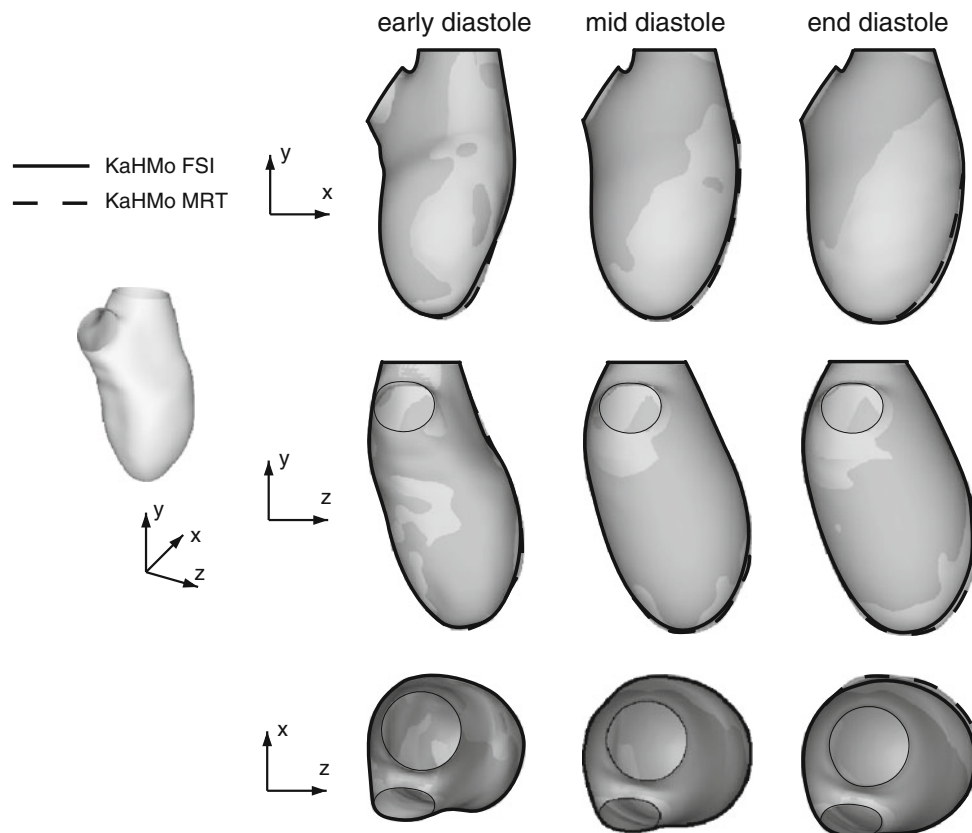 early diastole
mid diastole
end diastole
KaHMo FSI
KaHMo MRT
y
x
y
x
z
y
z
x
z